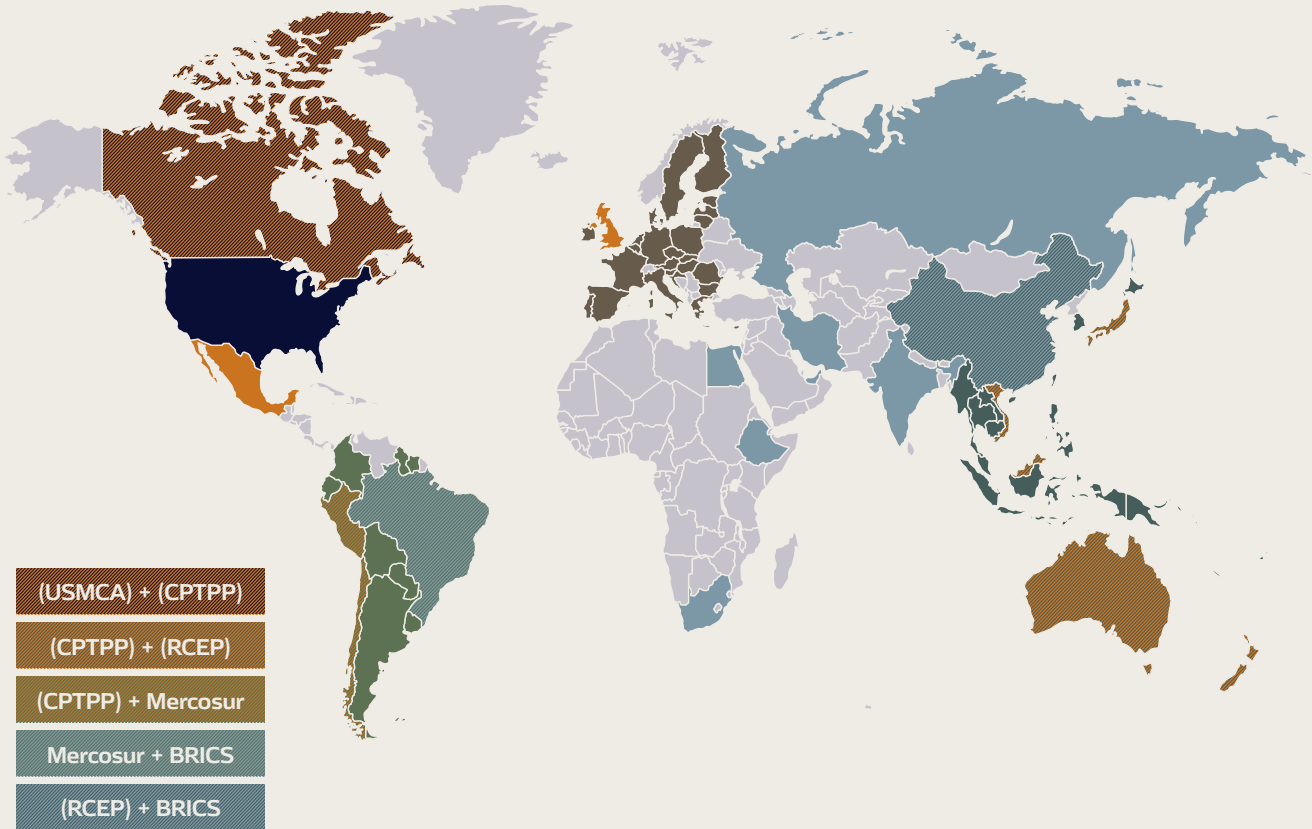 (USMCA) + (CPTPP)
(CPTPP) + (RCEP)
(CPTPP) + Mercosur
Mercosur + BRICS
(RCEP) + BRICS